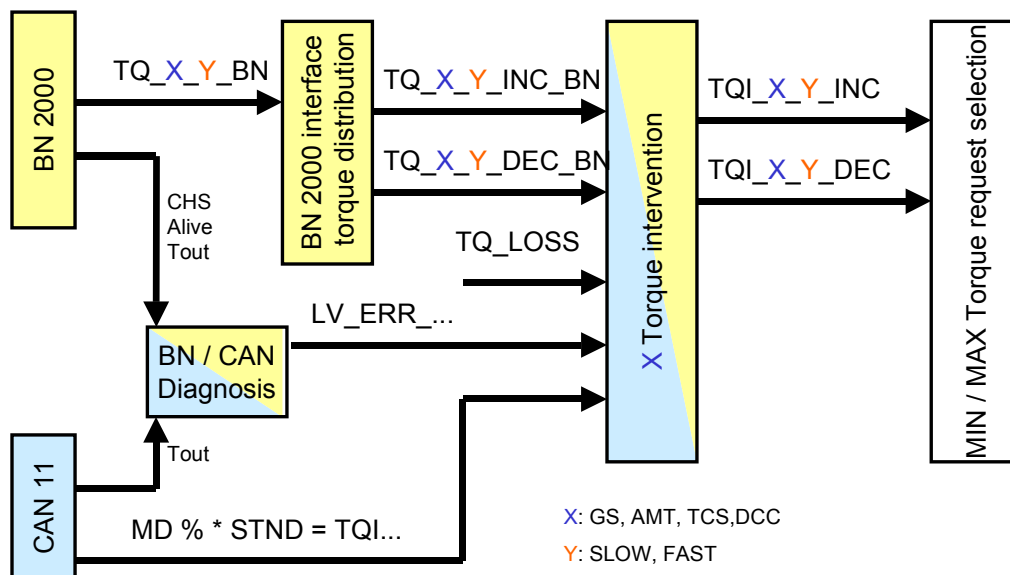 BN 2000
TQ_X_Y_BN
CHS
Alive
Tout
BN 2000 interface
torque distribution
TQ_X_Y_INC_BN
TQ_X_Y_DEC_BN
TQ_LOSS
LV_ERR_...
BN / CAN
Diagnosis
Tout
CAN 11
MD % * STND = TQI...
X Torque intervention
TQI_X_Y_INC
TQI_X_Y_DEC
MIN / MAX Torque request selection
X: GS, AMT, TCS,DCC
Y: SLOW, FAST